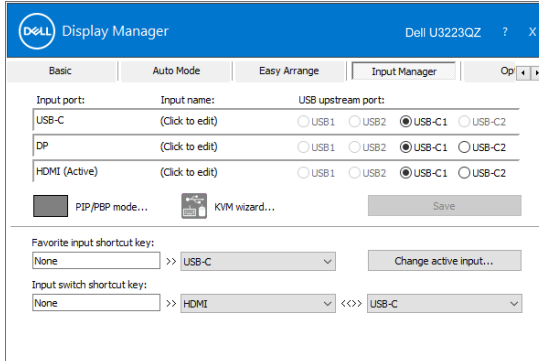 DELL Display Manager Dell U3223QZ ? X
Basic Auto Mode Easy Arrange Input Manager
Input port: Input name: USB upstream port:
USB-C (Click to edit) USB1 USB2 USB-C1 USB-C2
DP (Click to edit) USB1 USB2 USB-C1 USB-C2
HDMI (Active) (Click to edit) USB1 USB2 USB-C1 USB-C2
PIP/PBP mode... KVM wizard... Save
Favorite input shortcut key:
None >> USB-C Change active input...
Input switch shortcut key:
None >> HDMI <<>> USB-C